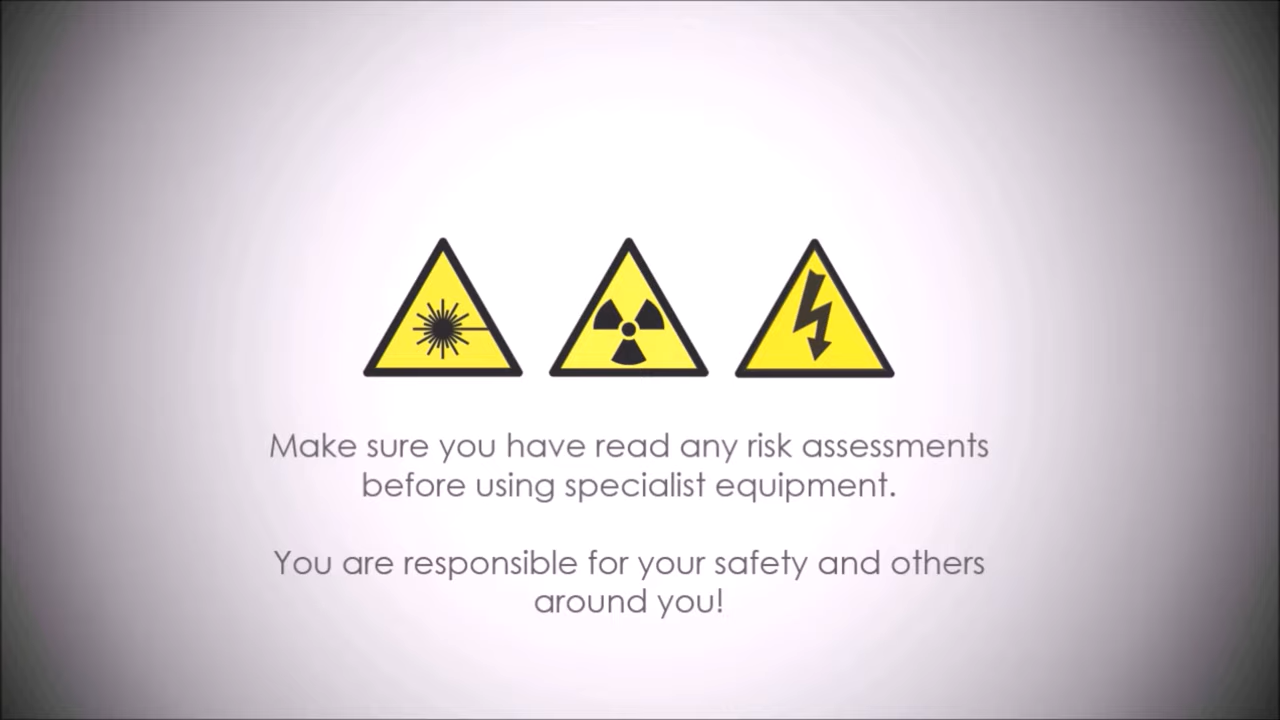 Make sure you have read any risk assessments
before using specialist equipment.
You are responsible for your safety and others
around you!